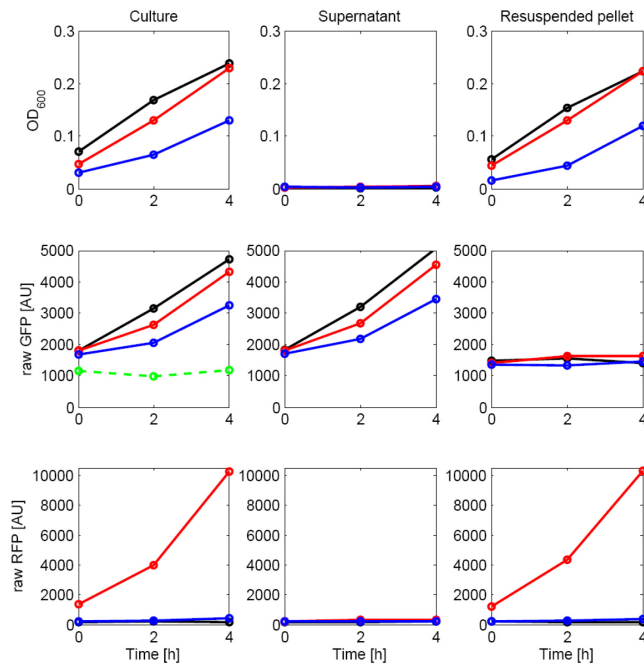 Culture Supernatant Resuspended pellet
0.3 0.3 0.3
0.2 0.2 0.2
OD600
0.1 0.1 0.1
0 0 0
0 2 4 0 2 4 0 2 4
5000 5000 5000
4000 4000 4000
3000 3000 3000
raw GFP [AU]
2000 2000 2000
1000 1000 1000
0 0 0
0 2 4 0 2 4 0 2 4
10000 10000 10000
8000 8000 8000
6000 6000 6000
raw RFP [AU]
4000 4000 4000
2000 2000 2000
0 0 0
0 2 4 0 2 4 0 2 4
Time [h] Time [h] Time [h]